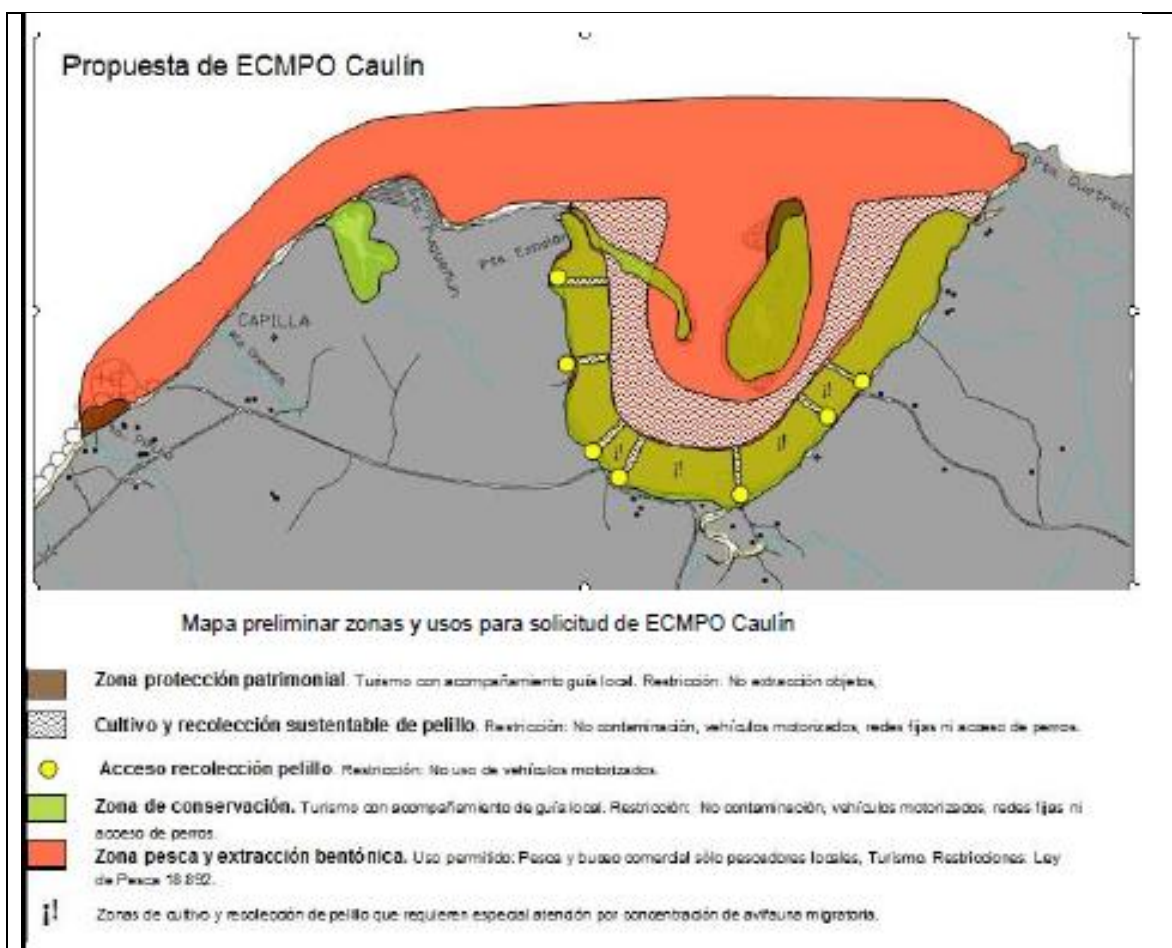 Propuesta de ECMPO Caulín
CAPILLA
Mapa preliminar zonas y usos para solicitud de ECMPO Caulín
Zona protección patrimonial. Turismo con acompañamiento guía local. Restricción: No extracción objetos.
Cultivo y recolección sustentable de pelillo. Restricción: No contaminación, vehículos motorizados, redes fijas ni acceso de perros.
Acceso recolección pelillo. Restricción: No uso de vehículos motorizados.
Zona de conservación. Turismo con acompañamiento de guía local. Restricción: No contaminación, vehículos motorizados, redes fijas ni
acceso de perros.
Zona pesca y extracción bentónica. Uso permitido: Pesca y buceo comercial sólo pescadores locales, Turismo. Restricciones: Ley
de Pesca 18.892.
¡! Zonas de cultivo y recolección de pelillo que requieren especial atención por concentración de avifauna migratoria.